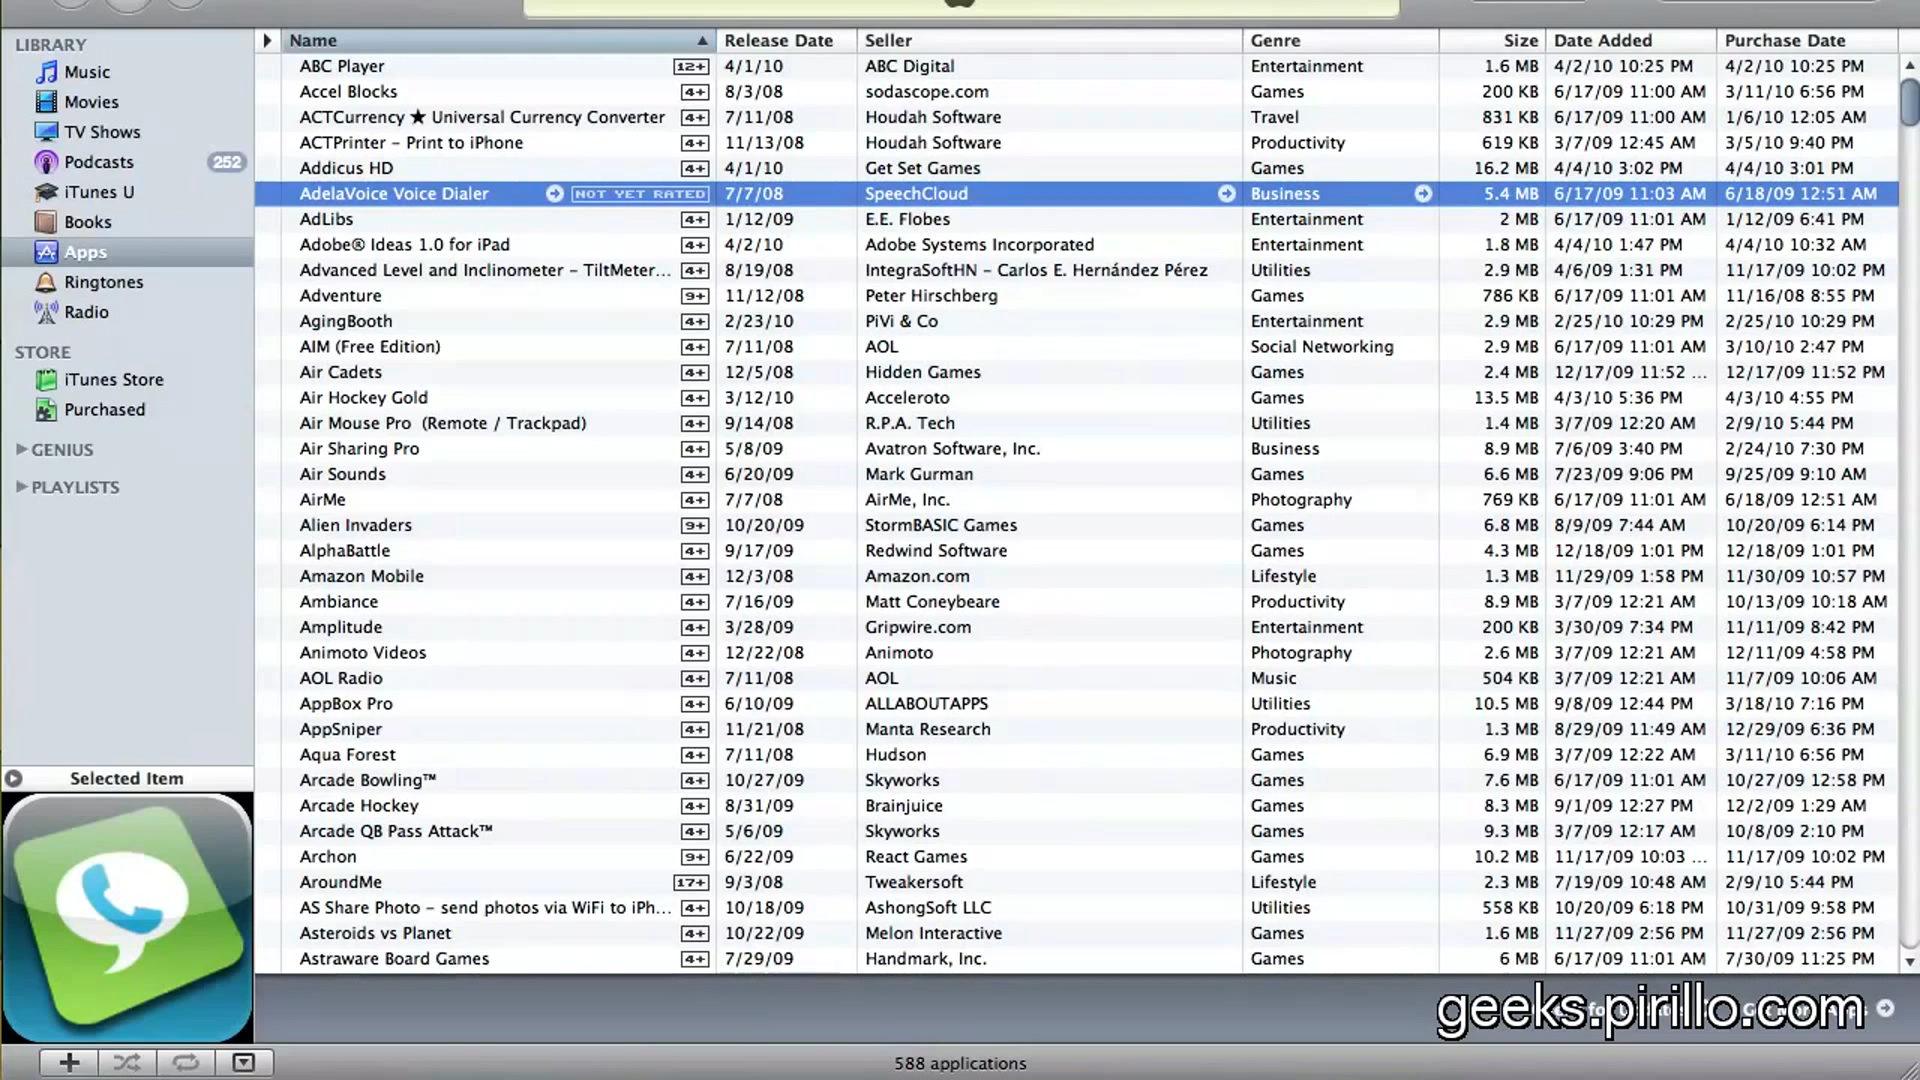 LIBRARY
Music
Movies
TV Shows
Podcasts 252
iTunes U
Books
Apps
Ringtones
Radio
STORE
iTunes Store
Purchased
GENIUS
PLAYLISTS
Selected Item
Name Release Date Seller Genre Size Date Added Purchase Date
ABC Player 12+ 4/1/10 ABC Digital Entertainment 1.6 MB 4/2/10 10:25 PM 4/2/10 10:25 PM
Accel Blocks 4+ 8/3/08 sodascope.com Games 200 KB 6/17/09 11:00 AM 3/11/10 6:56 PM
ACTCurrency ★ Universal Currency Converter 4+ 7/11/08 Houdah Software Travel 831 KB 6/17/09 11:00 AM 1/6/10 12:05 AM
ACTPrinter – Print to iPhone 4+ 11/13/08 Houdah Software Productivity 619 KB 3/7/09 12:45 AM 3/5/10 9:40 PM
Addicus HD 4+ 4/1/10 Get Set Games Games 16.2 MB 4/4/10 3:02 PM 4/4/10 3:01 PM
AdelaVoice Voice Dialer NOT YET RATED 7/7/08 SpeechCloud Business 5.4 MB 6/17/09 11:03 AM 6/18/09 12:51 AM
AdLibs 4+ 1/12/09 E.E. Flobes Entertainment 2 MB 6/17/09 11:01 AM 1/12/09 6:41 PM
Adobe® Ideas 1.0 for iPad 4+ 4/2/10 Adobe Systems Incorporated Entertainment 1.8 MB 4/4/10 1:47 PM 4/4/10 10:32 AM
Advanced Level and Inclinometer – TiltMeter... 4+ 8/19/08 IntegraSoftHN – Carlos E. Hernández Pérez Utilities 2.9 MB 4/6/09 1:31 PM 11/17/09 10:02 PM
Adventure 9+ 11/12/08 Peter Hirschberg Games 786 KB 6/17/09 11:01 AM 11/16/08 8:55 PM
AgingBooth 4+ 2/23/10 PiVi & Co Entertainment 2.9 MB 2/25/10 10:29 PM 2/25/10 10:29 PM
AIM (Free Edition) 4+ 7/11/08 AOL Social Networking 2.9 MB 6/17/09 11:01 AM 3/10/10 2:47 PM
Air Cadets 4+ 12/5/08 Hidden Games Games 2.4 MB 12/17/09 11:52 ... 12/17/09 11:52 PM
Air Hockey Gold 4+ 3/12/10 Acceleroto Games 13.5 MB 4/3/10 5:36 PM 4/3/10 4:55 PM
Air Mouse Pro (Remote / Trackpad) 4+ 9/14/08 R.P.A. Tech Utilities 1.4 MB 3/7/09 12:20 AM 2/9/10 5:44 PM
Air Sharing Pro 4+ 5/8/09 Avatron Software, Inc. Business 8.9 MB 7/6/09 3:40 PM 2/24/10 7:30 PM
Air Sounds 4+ 6/20/09 Mark Gurman Games 6.6 MB 7/23/09 9:06 PM 9/25/09 9:10 AM
AirMe 4+ 7/7/08 AirMe, Inc. Photography 769 KB 6/17/09 11:01 AM 6/18/09 12:51 AM
Alien Invaders 9+ 10/20/09 StormBASIC Games Games 6.8 MB 8/9/09 7:44 AM 10/20/09 6:14 PM
AlphaBattle 4+ 9/17/09 Redwind Software Games 4.3 MB 12/18/09 1:01 PM 12/18/09 1:01 PM
Amazon Mobile 4+ 12/3/08 Amazon.com Lifestyle 1.3 MB 11/29/09 1:58 PM 11/30/09 10:57 PM
Ambiance 4+ 7/16/09 Matt Coneybeare Productivity 8.9 MB 3/7/09 12:21 AM 10/13/09 10:18 AM
Amplitude 4+ 3/28/09 Gripwire.com Entertainment 200 KB 3/30/09 7:34 PM 11/11/09 8:42 PM
Animoto Videos 4+ 12/22/08 Animoto Photography 2.6 MB 3/7/09 12:21 AM 12/11/09 4:58 PM
AOL Radio 4+ 7/11/08 AOL Music 504 KB 3/7/09 12:21 AM 11/7/09 10:06 AM
AppBox Pro 4+ 6/10/09 ALLABOUTAPPS Utilities 10.5 MB 9/8/09 12:44 PM 3/18/10 7:16 PM
AppSniper 4+ 11/21/08 Manta Research Productivity 1.3 MB 8/29/09 11:49 AM 12/29/09 6:36 PM
Aqua Forest 4+ 7/11/08 Hudson Games 6.9 MB 3/7/09 12:22 AM 3/11/10 6:56 PM
Arcade Bowling™ 4+ 10/27/09 Skyworks Games 7.6 MB 6/17/09 11:01 AM 10/27/09 12:58 PM
Arcade Hockey 4+ 8/31/09 Brainjuice Games 8.3 MB 9/1/09 12:27 PM 12/2/09 1:29 AM
Arcade QB Pass Attack™ 4+ 5/6/09 Skyworks Games 9.3 MB 3/7/09 12:17 AM 10/8/09 2:10 PM
Archon 9+ 6/22/09 React Games Games 10.2 MB 11/17/09 10:03 ... 11/17/09 10:02 PM
AroundMe 17+ 9/3/08 Tweakersoft Lifestyle 2.3 MB 7/19/09 10:48 AM 2/9/10 5:44 PM
AS Share Photo – send photos via WiFi to iPh... 4+ 10/18/09 AshongSoft LLC Utilities 558 KB 10/20/09 6:18 PM 10/31/09 9:58 PM
Asteroids vs Planet 4+ 10/22/09 Melon Interactive Games 1.6 MB 11/27/09 2:56 PM 11/27/09 2:56 PM
Astraware Board Games 4+ 7/29/09 Handmark, Inc. Games 6 MB 6/17/09 11:01 AM 7/30/09 11:25 PM
geeks.pirillo.com
588 applications